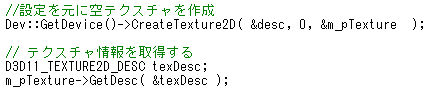 //設定を元に空テクスチャを作成
Dev::GetDevice()->CreateTexture2D( &desc, 0, &m_pTexture  );
// テクスチャ情報を取得する
D3D11_TEXTURE2D_DESC texDesc;
m_pTexture->GetDesc( &texDesc );